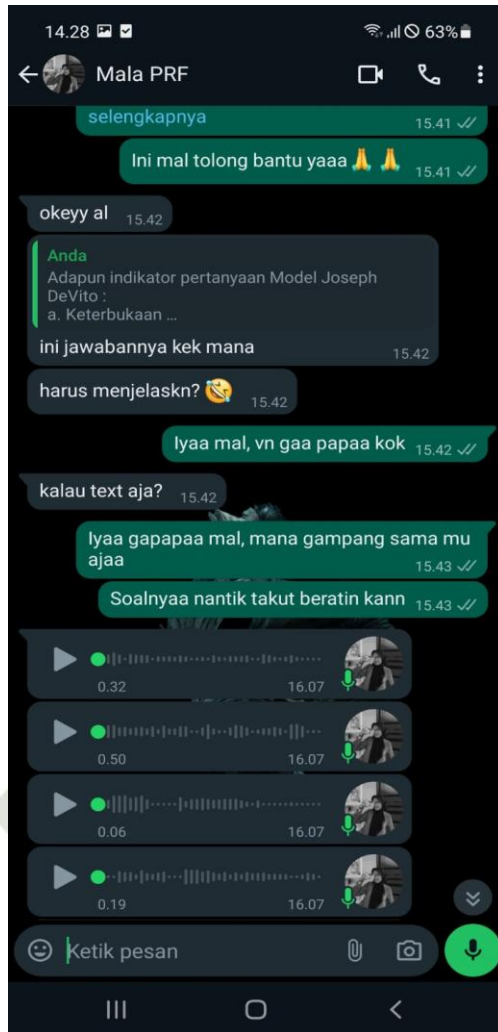 14.28 63%
Mala PRF
selengkapnya 15.41
Ini mal tolong bantu yaaa 🙏 🙏 15.41
okeyy al 15.42
Anda
Adapun indikator pertanyaan Model Joseph
DeVito :
a. Keterbukaan ...
ini jawabannya kek mana 15.42
harus menjelaskn? 🤣 15.42
Iyaa mal, vn gaa papaa kok 15.42
kalau text aja? 15.42
Iyaa gapapaa mal, mana gampang sama mu
ajaa 15.43
Soalnyaa nantik takut beratin kann 15.43
0.32 16.07
0.50 16.07
0.06 16.07
0.19 16.07
Ketik pesan